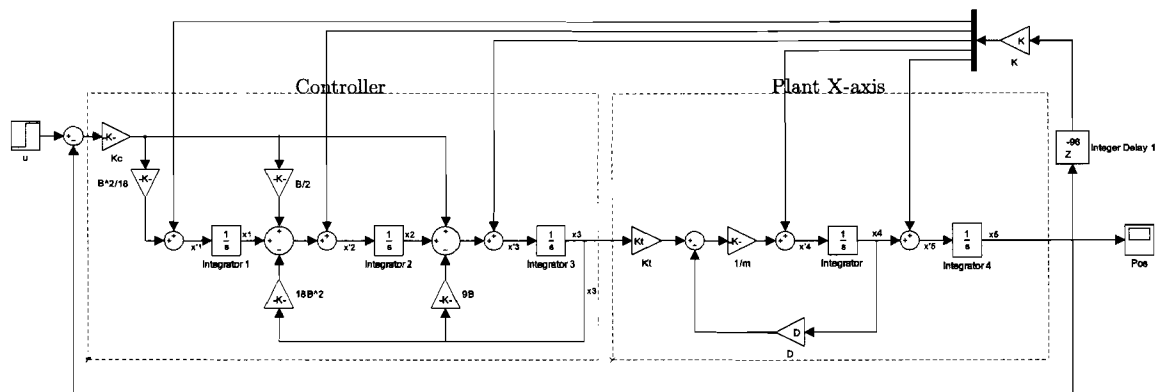 K
K
Controller
Plant X-axis
u
+
-
-K-
Kc
-96
Z
Integer Delay 1
-K-
B^2/18
-K-
B/2
x'1
1
s
x1
Integrator 1
x'2
1
s
x2
Integrator 2
x'3
1
s
x3
Integrator 3
Kt
Kt
K-
1/m
x'4
1
s
x4
Integrator
x'5
1
s
x5
Integrator 4
Pos
-K-
18B^2
-K-
9B
x3
D
D